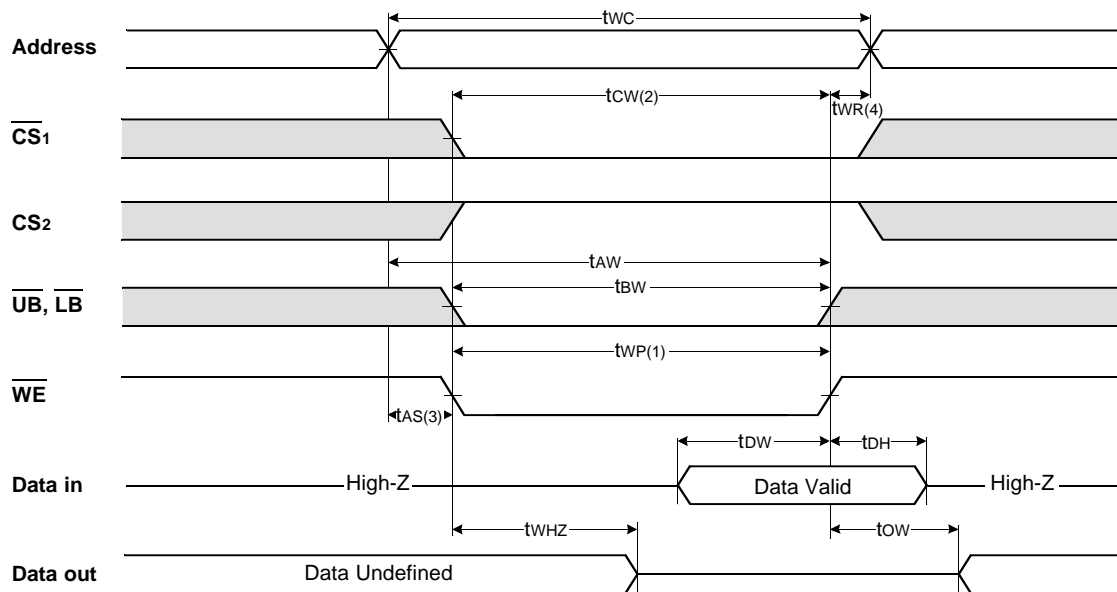 tWC
Address
tCW(2)
tWR(4)
CS1
CS2
tAW
tBW
UB, LB
tWP(1)
WE
tAS(3)
tDW
tDH
Data in
High-Z
Data Valid
High-Z
tWHZ
tOW
Data out
Data Undefined